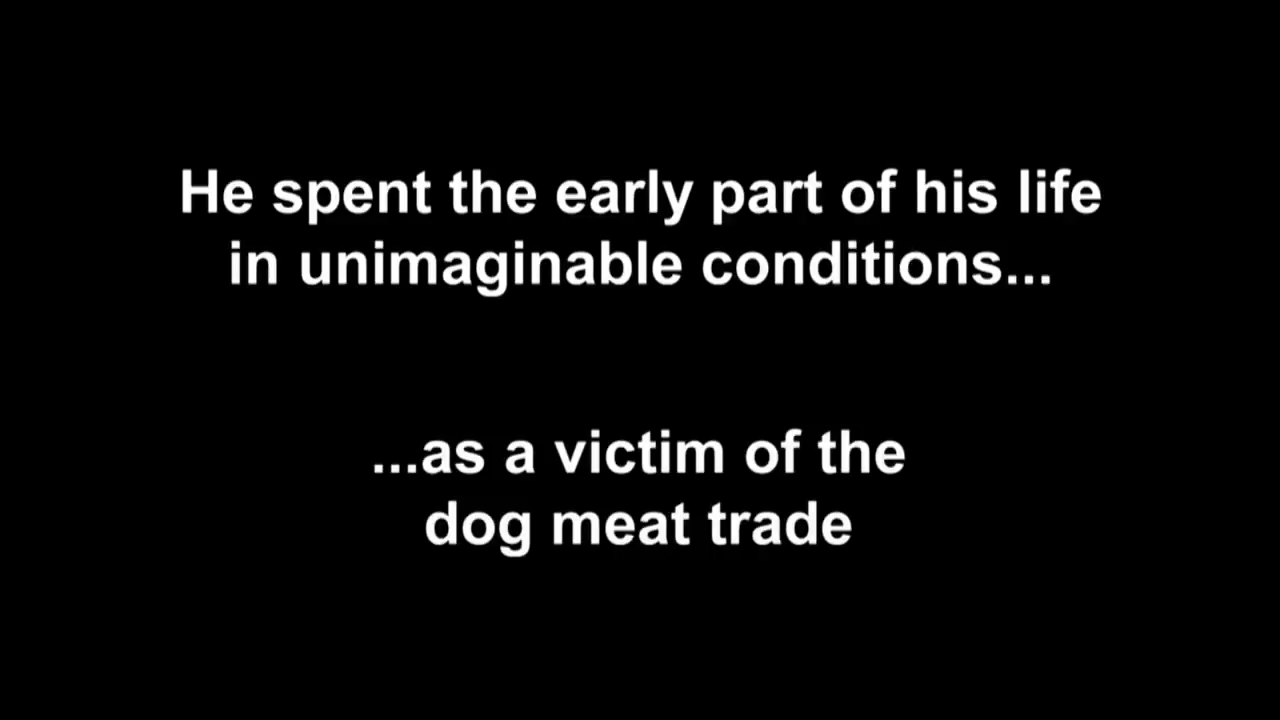 He spent the early part of his life
in unimaginable conditions...
...as a victim of the
dog meat trade